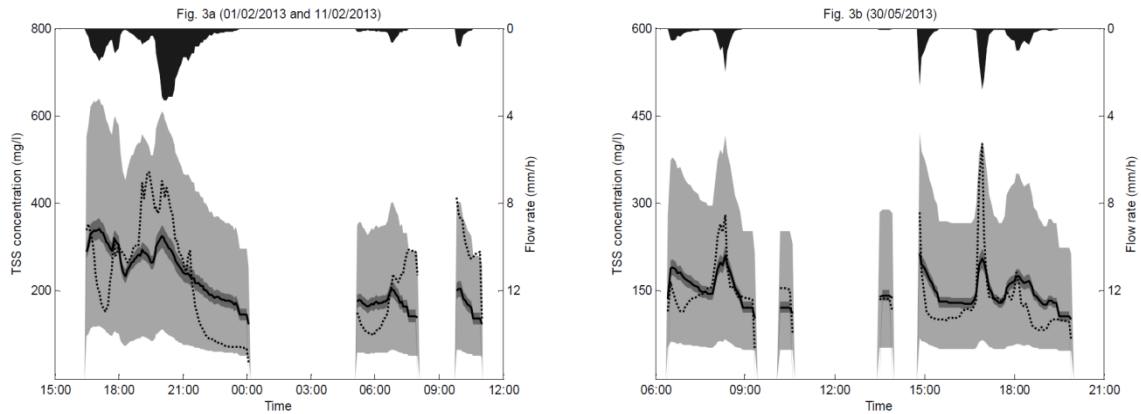 Fig. 3a (01/02/2013 and 11/02/2013)
800
600
400
200
TSS concentration (mg/l)
0
4
8
12
Flow rate (mm/h)
15:00 18:00 21:00 00:00 03:00 06:00 09:00 12:00
Time
Fig. 3b (30/05/2013)
600
450
300
150
TSS concentration (mg/l)
0
4
8
12
Flow rate (mm/h)
06:00 09:00 12:00 15:00 18:00 21:00
Time